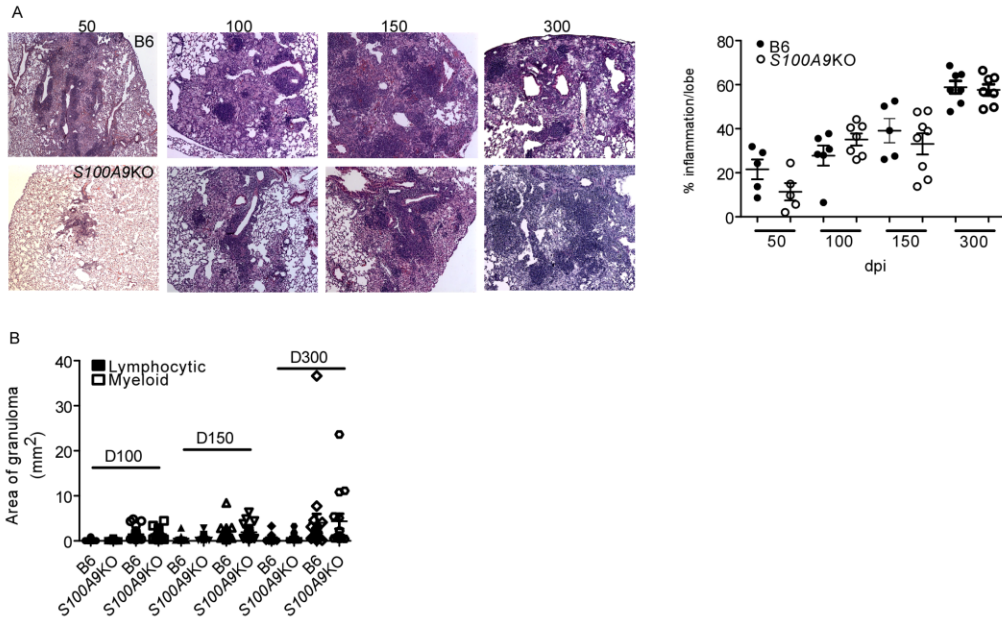 A
50 100 150 300
B6
S100A9KO
B6
S100A9KO
80
60
40
20
0
% inflammation/lobe
50 100 150 300
dpi
B
Lymphocytic
Myeloid
D100
D150
D300
40
30
20
10
0
Area of granuloma
(mm2)
B6 S100A9KO B6 S100A9KO B6 S100A9KO B6 S100A9KO B6 S100A9KO B6 S100A9KO